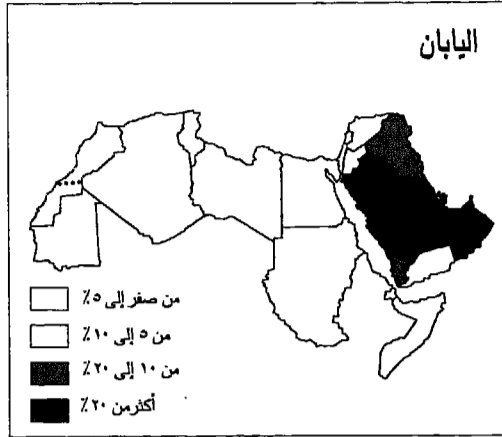 اليابان
من صفر إلى ٥٪
من ٥ إلى ١٠٪
من ١٠ إلى ٢٠٪
أكثر من ٢٠٪